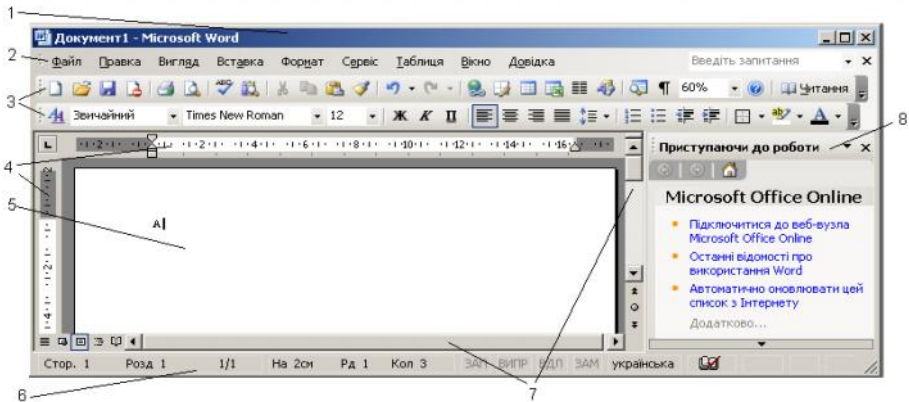 1
Документ1 - Microsoft Word
2
Файл Правка Вигляд Вставка Формат Сервіс Таблиця Вікно Довідка Введіть запитання
60% Читання
3
Звичайний Times New Roman 12 Ж К П
8
Приступаючи до роботи
4
Microsoft Office Online
5
А
Підключитися до веб-вузла
Microsoft Office Online
Останні відомості про
використання Word
Автоматично оновлювати цей
список з Інтернету
Додатково...
Стор. 1 Розд 1 1/1 На 2см Рд 1 Кол 3 ЗАП ВИПР ВДЛ ЗАМ українська
6
7